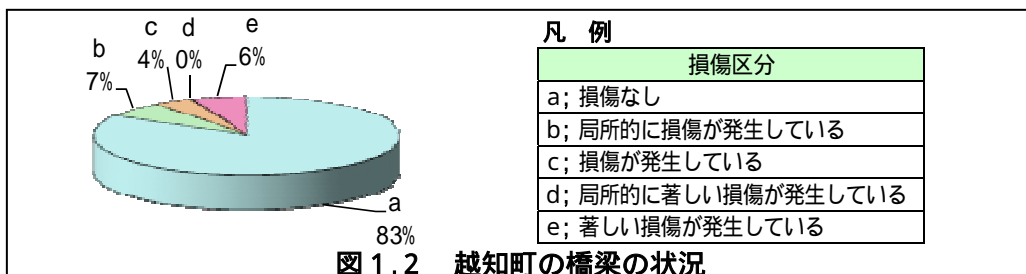 c d e
b 4% 0% 6%
7%
a
83%
凡 例
損傷区分
a; 損傷なし
b; 局所的に損傷が発生している
c; 損傷が発生している
d; 局所的に著しい損傷が発生している
e; 著しい損傷が発生している
図1.2 越知町の橋梁の状況